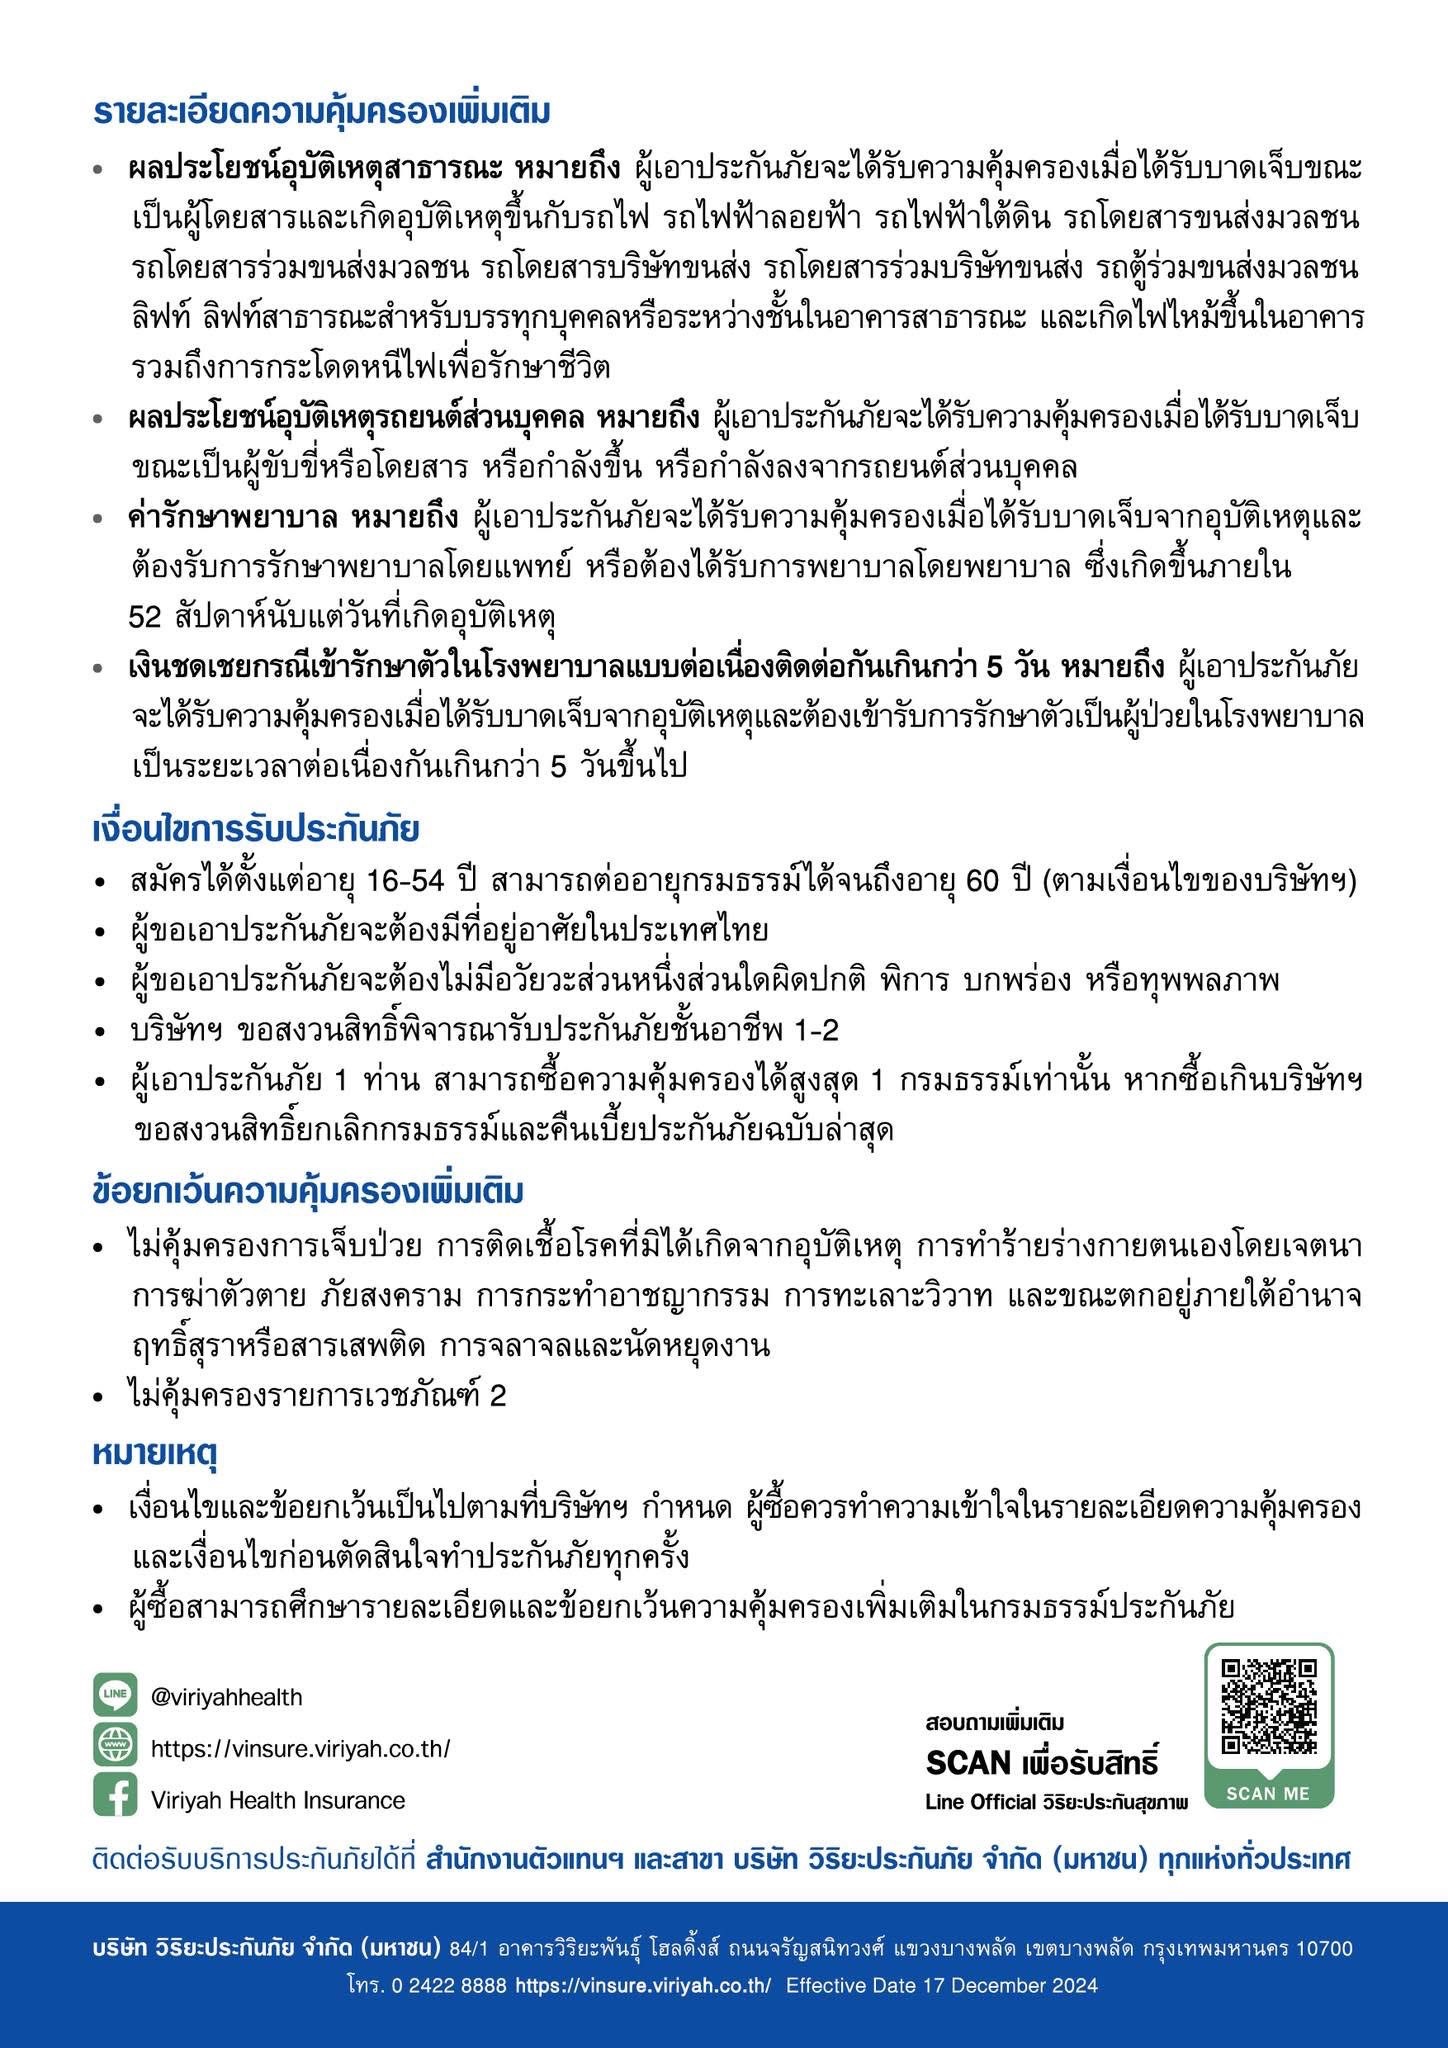 รายละเอียดความคุ้มครองเพิ่มเติม
• ผลประโยชน์อุบัติเหตุสาธารณะ หมายถึง ผู้เอาประกันภัยจะได้รับความคุ้มครองเมื่อได้รับบาดเจ็บขณะ
เป็นผู้โดยสารและเกิดอุบัติเหตุขึ้นกับรถไฟ รถไฟฟ้าลอยฟ้า รถไฟฟ้าใต้ดิน รถโดยสารขนส่งมวลชน
รถโดยสารร่วมขนส่งมวลชน รถโดยสารบริษัทขนส่ง รถโดยสารร่วมบริษัทขนส่ง รถตู้ร่วมขนส่งมวลชน
ลิฟท์ ลิฟท์สาธารณะสำหรับบรรทุกบุคคลหรือระหว่างชั้นในอาคารสาธารณะ และเกิดไฟไหม้ขึ้นในอาคาร
รวมถึงการกระโดดหนีไฟเพื่อรักษาชีวิต
• ผลประโยชน์อุบัติเหตุรถยนต์ส่วนบุคคล หมายถึง ผู้เอาประกันภัยจะได้รับความคุ้มครองเมื่อได้รับบาดเจ็บ
ขณะเป็นผู้ขับขี่หรือโดยสาร หรือกำลังขึ้น หรือกำลังลงจากรถยนต์ส่วนบุคคล
• ค่ารักษาพยาบาล หมายถึง ผู้เอาประกันภัยจะได้รับความคุ้มครองเมื่อได้รับบาดเจ็บจากอุบัติเหตุและ
ต้องรับการรักษาพยาบาลโดยแพทย์ หรือต้องได้รับการพยาบาลโดยพยาบาล ซึ่งเกิดขึ้นภายใน
52 สัปดาห์นับแต่วันที่เกิดอุบัติเหตุ
• เงินชดเชยกรณีเข้ารักษาตัวในโรงพยาบาลแบบต่อเนื่องติดต่อกันเกินกว่า 5 วัน หมายถึง ผู้เอาประกันภัย
จะได้รับความคุ้มครองเมื่อได้รับบาดเจ็บจากอุบัติเหตุและต้องเข้ารับการรักษาตัวเป็นผู้ป่วยในโรงพยาบาล
เป็นระยะเวลาต่อเนื่องกันเกินกว่า 5 วันขึ้นไป
เงื่อนไขการรับประกันภัย
• สมัครได้ตั้งแต่อายุ 16-54 ปี สามารถต่ออายุกรมธรรม์ได้จนถึงอายุ 60 ปี (ตามเงื่อนไขของบริษัทฯ)
• ผู้ขอเอาประกันภัยจะต้องมีที่อยู่อาศัยในประเทศไทย
• ผู้ขอเอาประกันภัยจะต้องไม่มีอวัยวะส่วนหนึ่งส่วนใดผิดปกติ พิการ บกพร่อง หรือทุพพลภาพ
• บริษัทฯ ขอสงวนสิทธิ์พิจารณารับประกันภัยชั้นอาชีพ 1-2
• ผู้เอาประกันภัย 1 ท่าน สามารถซื้อความคุ้มครองได้สูงสุด 1 กรมธรรม์เท่านั้น หากซื้อเกินบริษัทฯ
ขอสงวนสิทธิ์ยกเลิกกรมธรรม์และคืนเบี้ยประกันภัยฉบับล่าสุด
ข้อยกเว้นความคุ้มครองเพิ่มเติม
• ไม่คุ้มครองการเจ็บป่วย การติดเชื้อโรคที่มิได้เกิดจากอุบัติเหตุ การทำร้ายร่างกายตนเองโดยเจตนา
การฆ่าตัวตาย ภัยสงคราม การกระทำอาชญากรรม การทะเลาะวิวาท และขณะตกอยู่ภายใต้อำนาจ
ฤทธิ์สุราหรือสารเสพติด การจลาจลและนัดหยุดงาน
• ไม่คุ้มครองรายการเวชภัณฑ์ 2
หมายเหตุ
• เงื่อนไขและข้อยกเว้นเป็นไปตามที่บริษัทฯ กำหนด ผู้ซื้อควรทำความเข้าใจในรายละเอียดความคุ้มครอง
และเงื่อนไขก่อนตัดสินใจทำประกันภัยทุกครั้ง
• ผู้ซื้อสามารถศึกษารายละเอียดและข้อยกเว้นความคุ้มครองเพิ่มเติมในกรมธรรม์ประกันภัย
LINE @viriyahhealth
www https://vinsure.viriyah.co.th/
Viriyah Health Insurance
สอบถามเพิ่มเติม
SCAN เพื่อรับสิทธิ์
Line Official วิริยะประกันสุขภาพ
SCAN ME
ติดต่อรับบริการประกันภัยได้ที่ สำนักงานตัวแทนฯ และสาขา บริษัท วิริยะประกันภัย จำกัด (มหาชน) ทุกแห่งทั่วประเทศ
บริษัท วิริยะประกันภัย จำกัด (มหาชน) 84/1 อาคารวิริยะพันธุ์ โฮลดิ้งส์ ถนนจรัญสนิทวงศ์ แขวงบางพลัด เขตบางพลัด กรุงเทพมหานคร 10700
โทร. 0 2422 8888 https://vinsure.viriyah.co.th/ Effective Date 17 December 2024